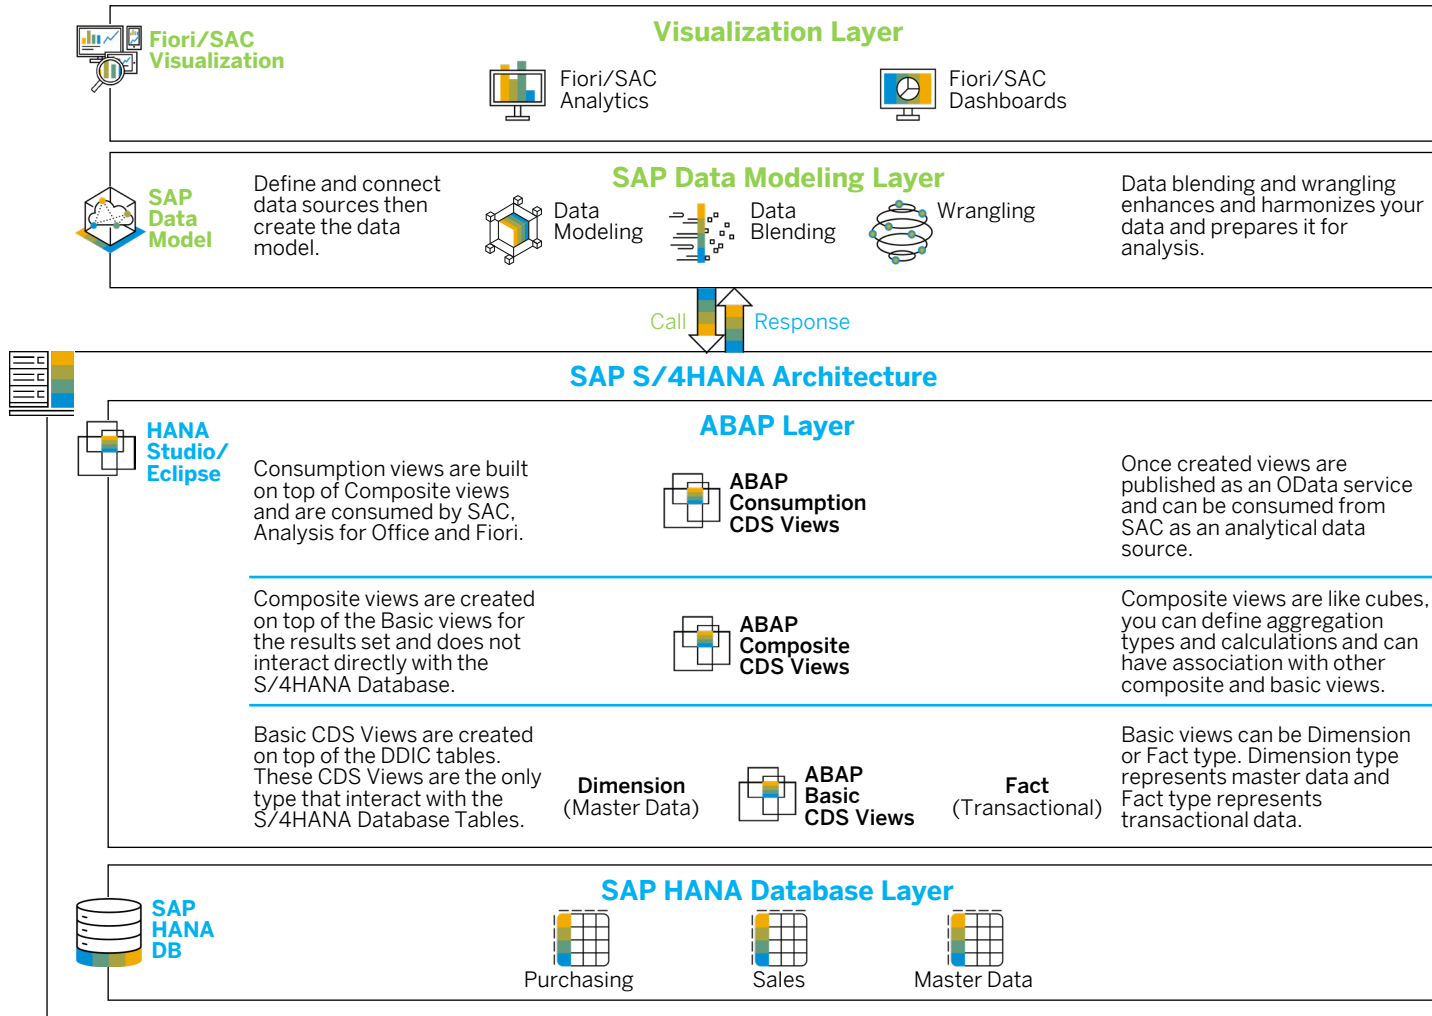 Fiori/SAC
Visualization
Visualization Layer
Fiori/SAC
Analytics
Fiori/SAC
Dashboards
SAP
Data
Model
Define and connect
data sources then
create the data
model.
SAP Data Modeling Layer
Data
Modeling
Data
Blending
Wrangling
Data blending and wrangling
enhances and harmonizes your
data and prepares it for
analysis.
Call
Response
SAP S/4HANA Architecture
HANA
Studio/
Eclipse
ABAP Layer
Consumption views are built
on top of Composite views
and are consumed by SAC,
Analysis for Office and Fiori.
ABAP
Consumption
CDS Views
Once created views are
published as an OData service
and can be consumed from
SAC as an analytical data
source.
Composite views are created
on top of the Basic views for
the results set and does not
interact directly with the
S/4HANA Database.
ABAP
Composite
CDS Views
Composite views are like cubes,
you can define aggregation
types and calculations and can
have association with other
composite and basic views.
Basic CDS Views are created
on top of the DDIC tables.
These CDS Views are the only
type that interact with the
S/4HANA Database Tables.
Dimension
(Master Data)
ABAP
Basic
CDS Views
Fact
(Transactional)
Basic views can be Dimension
or Fact type. Dimension type
represents master data and
Fact type represents
transactional data.
SAP
HANA
DB
SAP HANA Database Layer
Purchasing
Sales
Master Data